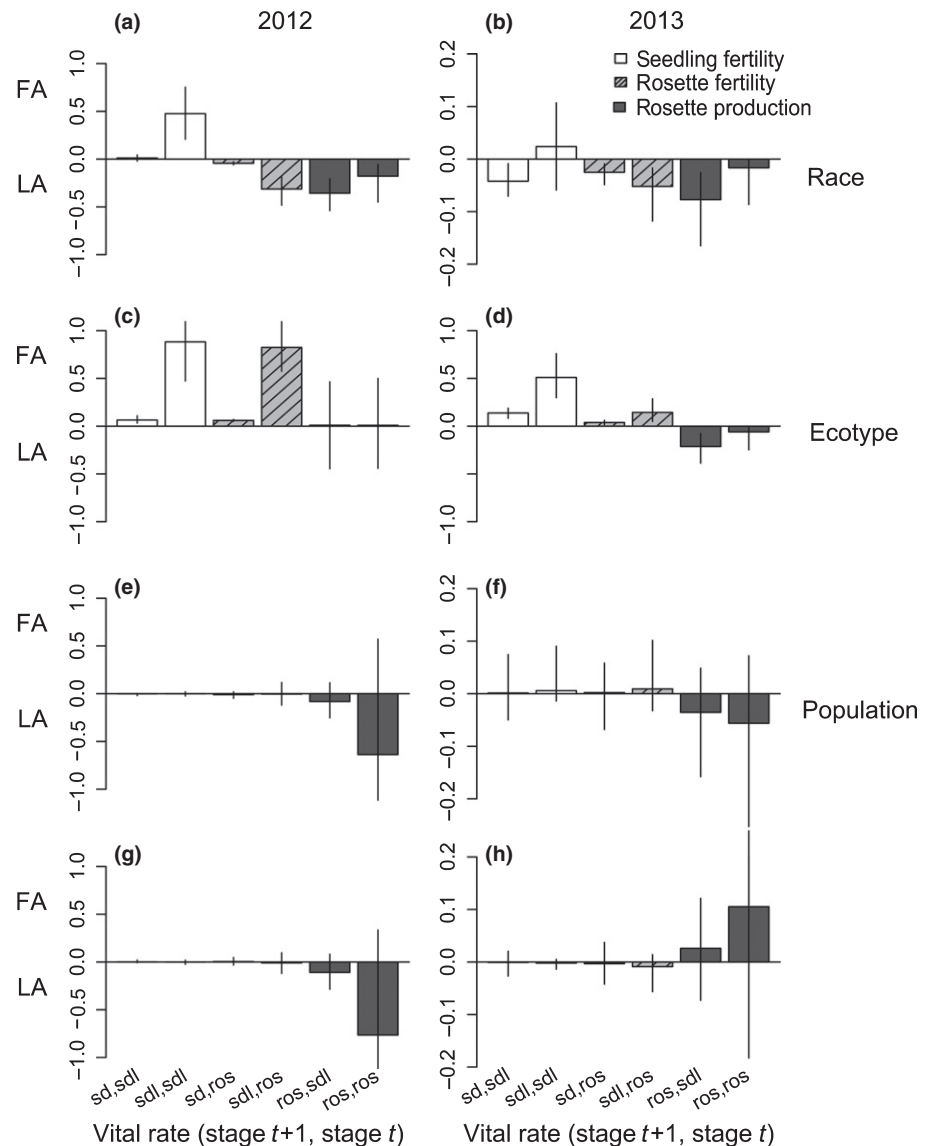 (a) 2012
(b) 2013
FA
LA
1.0
0.5
0.0
−0.5
−1.0
0.2
0.1
0.0
−0.1
−0.2
Seedling fertility
Rosette fertility
Rosette production
Race
(c)
(d)
FA
LA
1.0
0.5
0.0
−0.5
−1.0
1.0
0.5
0.0
−1.0
Ecotype
(e)
(f)
FA
LA
1.0
0.5
0.0
−0.5
−1.0
0.2
0.1
0.0
−0.1
−0.2
Population
(g)
(h)
FA
LA
1.0
0.5
0.0
−0.5
−1.0
0.2
0.1
0.0
−0.1
−0.2
sd,sdl
sdl,sdl
sd,ros
sdl,ros
ros,sdl
ros,ros
sd,sdl
sdl,sdl
sd,ros
sdl,ros
ros,sdl
ros,ros
Vital rate (stage t+1, stage t)
Vital rate (stage t+1, stage t)